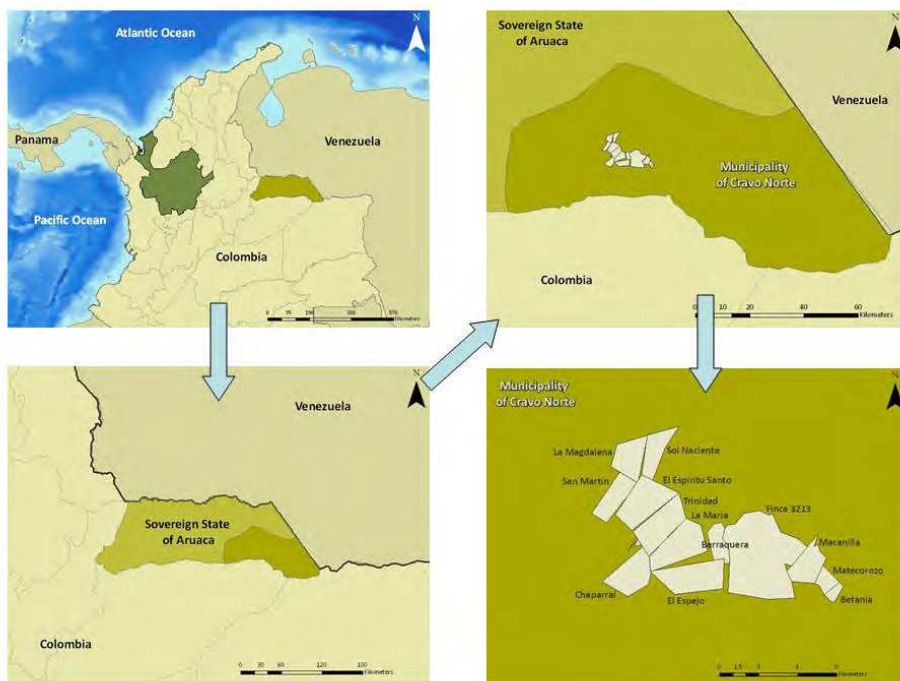 Atlantic Ocean
N
Panama
Venezuela
Pacific Ocean
Colombia
Kilometers
Sovereign State
of Aruaca
N
Venezuela
Municipality
of Cravo Norte
Colombia
0 10 20 40 60
Kilometers
N
Venezuela
Sovereign State
of Aruaca
Colombia
Kilometers
Municipality
of Cravo Norte
N
La Magdalena
Sol Naciente
San Martin
El Espiritu Santo
Trinidad
La Maria
Finca 3213
Barraquera
Macanilla
Matecorozo
Chaparral
El Espejo
Betania
Kilometers